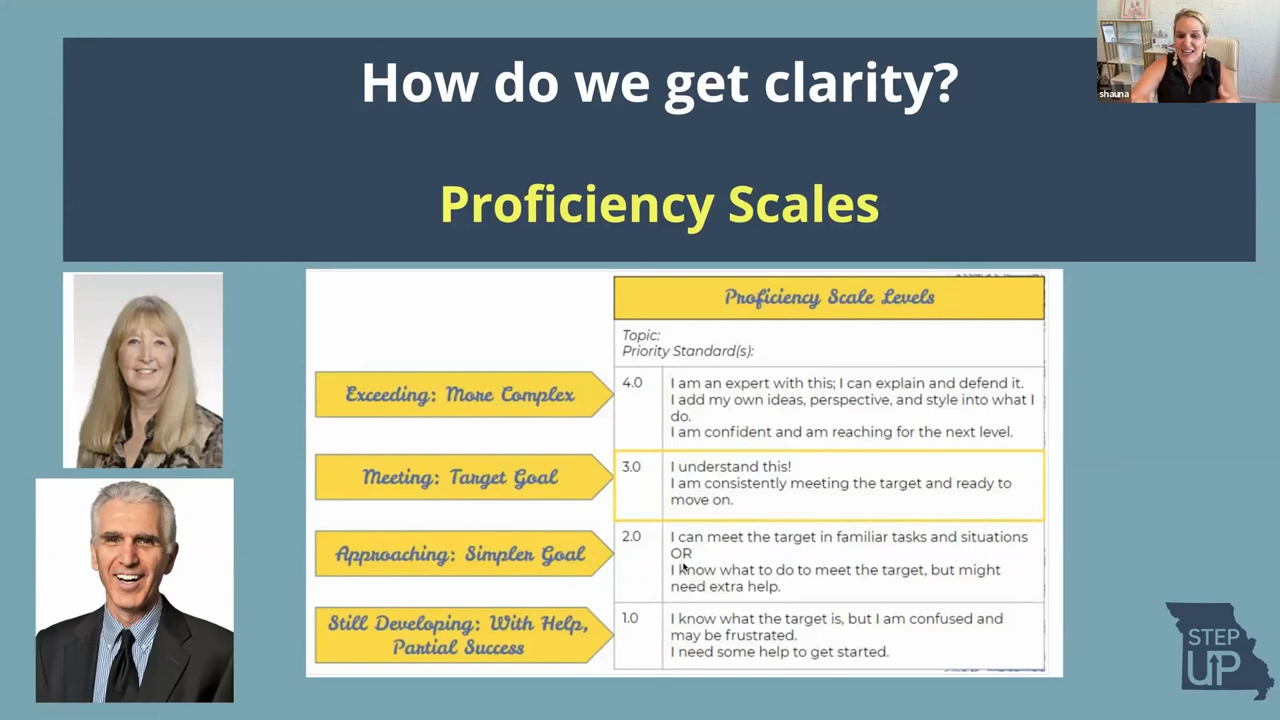 How do we get clarity?
shauna
Proficiency Scales
Proficiency Scale Levels
Topic:
Priority Standard(s):
Exceeding: More Complex
4.0
I am an expert with this; I can explain and defend it.
I add my own ideas, perspective, and style into what I
do.
I am confident and am reaching for the next level.
Meeting: Target Goal
3.0
I understand this!
I am consistently meeting the target and ready to
move on.
Approaching: Simpler Goal
2.0
I can meet the target in familiar tasks and situations
OR
I know what to do to meet the target, but might
need extra help.
Still Developing: With Help,
Partial Success
1.0
I know what the target is, but I am confused and
may be frustrated.
I need some help to get started.
STEP
UP